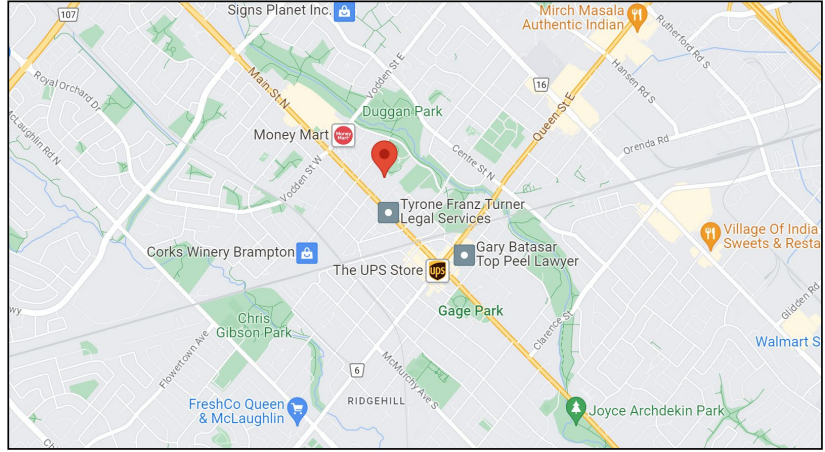 107
Signs Planet Inc.
Mirch Masala
Authentic Indian
Rutherford Rd S
Royal Orchard Dr
Main St N
Vodden St E
16
Hansen Rd S
McLaughlin Rd N
Duggan Park
Queen St E
Money Mart
Money
Mart
Centre St N
Orenda Rd
Vodden St W
Tyrone Franz Turner
Legal Services
Village Of India
Sweets & Resta
Corks Winery Brampton
Gary Batasar
Top Peel Lawyer
The UPS Store
ups
Glidden Rd
wy
Chris
Gibson Park
Gage Park
Clarence St
Walmart S
Flowertown Ave
6
McMurchy Ave S
RIDGEHILL
FreshCo Queen
& McLaughlin
Joyce Archdekin Park
Ch